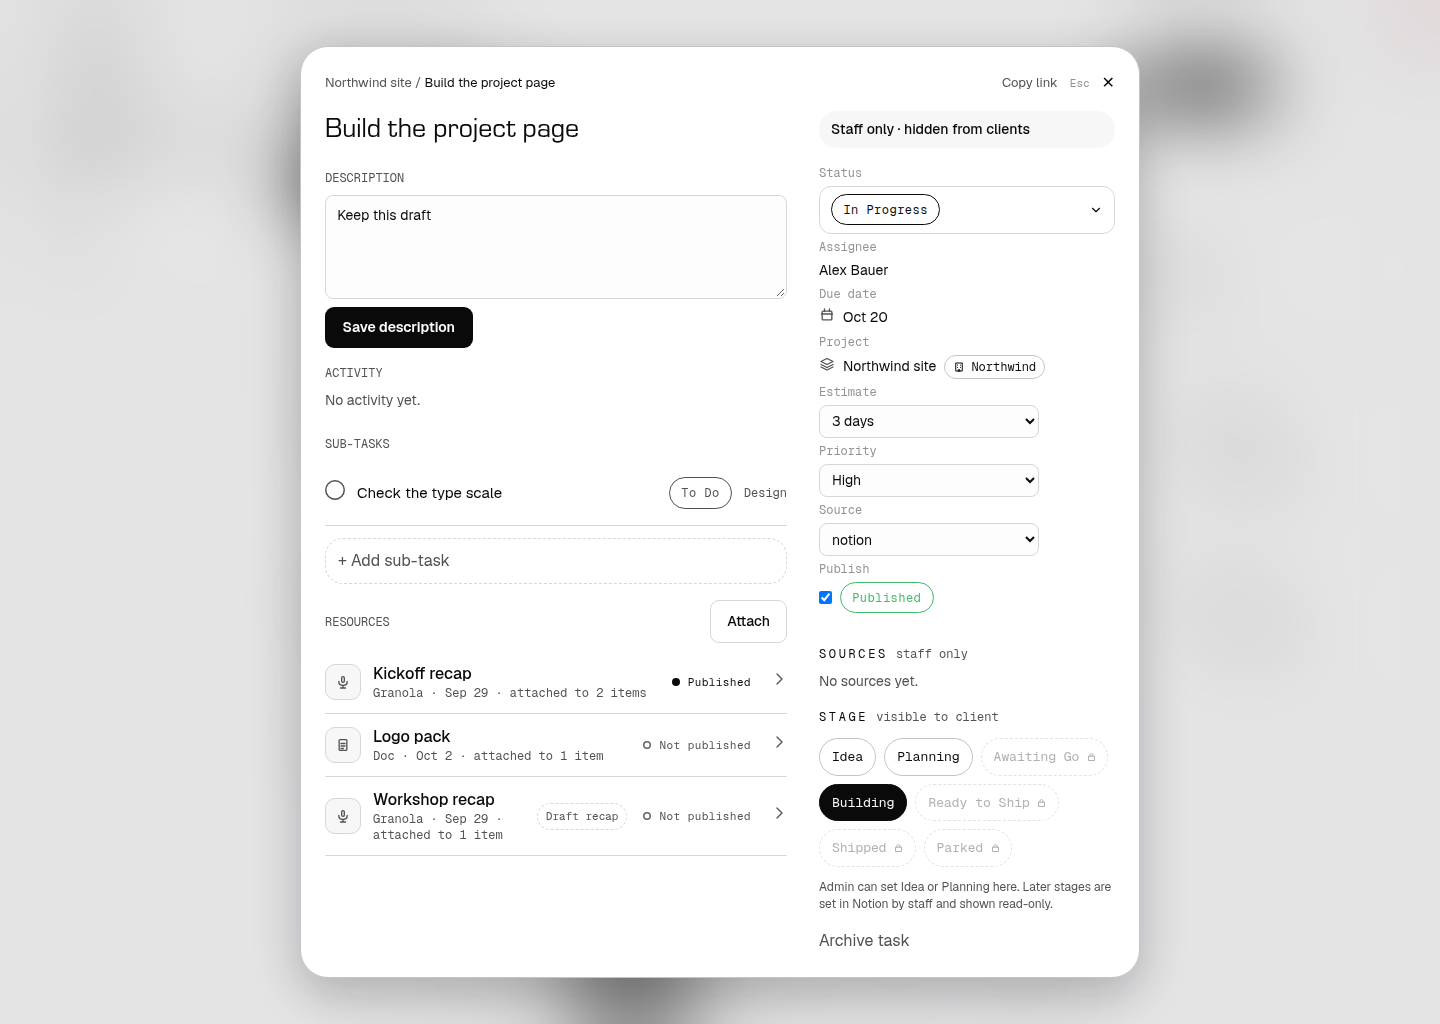 Northwind site / Build the project page
Copy link Esc ✕
Build the project page
DESCRIPTION
Keep this draft
Save description
ACTIVITY
No activity yet.
SUB-TASKS
Check the type scale To Do Design
+ Add sub-task
RESOURCES Attach
Kickoff recap
Granola · Sep 29 · attached to 2 items
Published
Logo pack
Doc · Oct 2 · attached to 1 item
Not published
Workshop recap
Granola · Sep 29 ·
attached to 1 item
Draft recap Not published
Staff only · hidden from clients
Status
In Progress
Assignee
Alex Bauer
Due date
Oct 20
Project
Northwind site Northwind
Estimate
3 days
Priority
High
Source
notion
Publish
Published
SOURCES staff only
No sources yet.
STAGE visible to client
Idea Planning Awaiting Go
Building Ready to Ship
Shipped Parked
Admin can set Idea or Planning here. Later stages are
set in Notion by staff and shown read-only.
Archive task